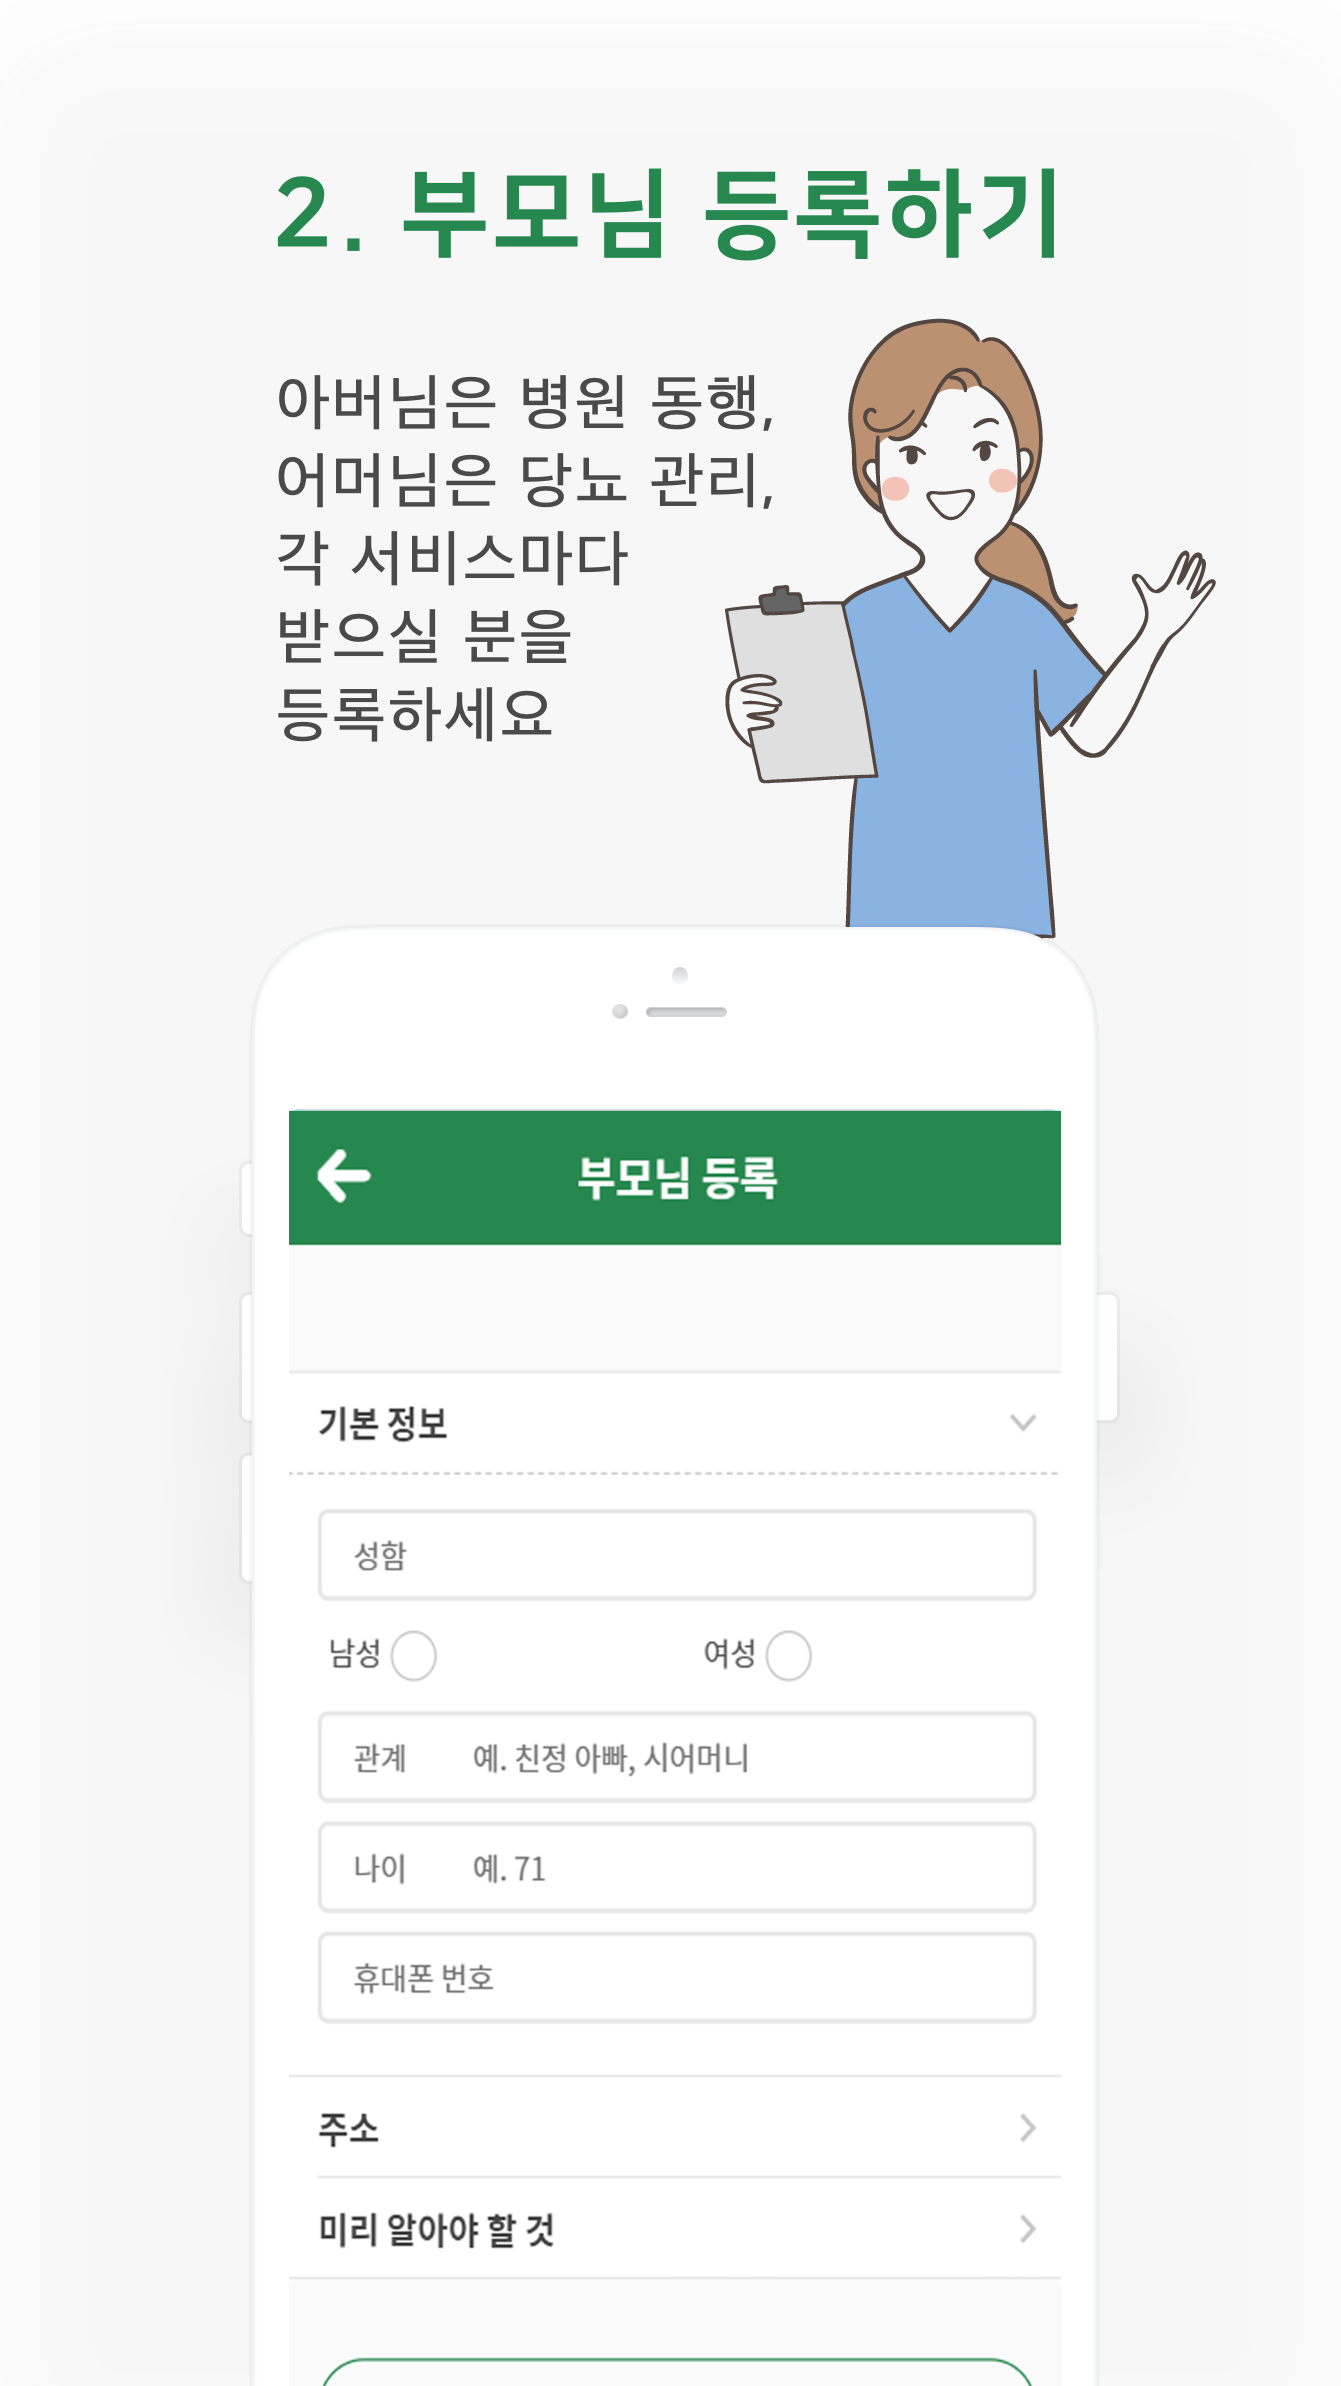 2. 부모님 등록하기
아버님은 병원 동행,
어머님은 당뇨 관리,
각 서비스마다
받으실 분을
등록하세요
부모님 등록
기본 정보
성함
남성 여성
관계 예. 친정 아빠, 시어머니
나이 예. 71
휴대폰 번호
주소
미리 알아야 할 것